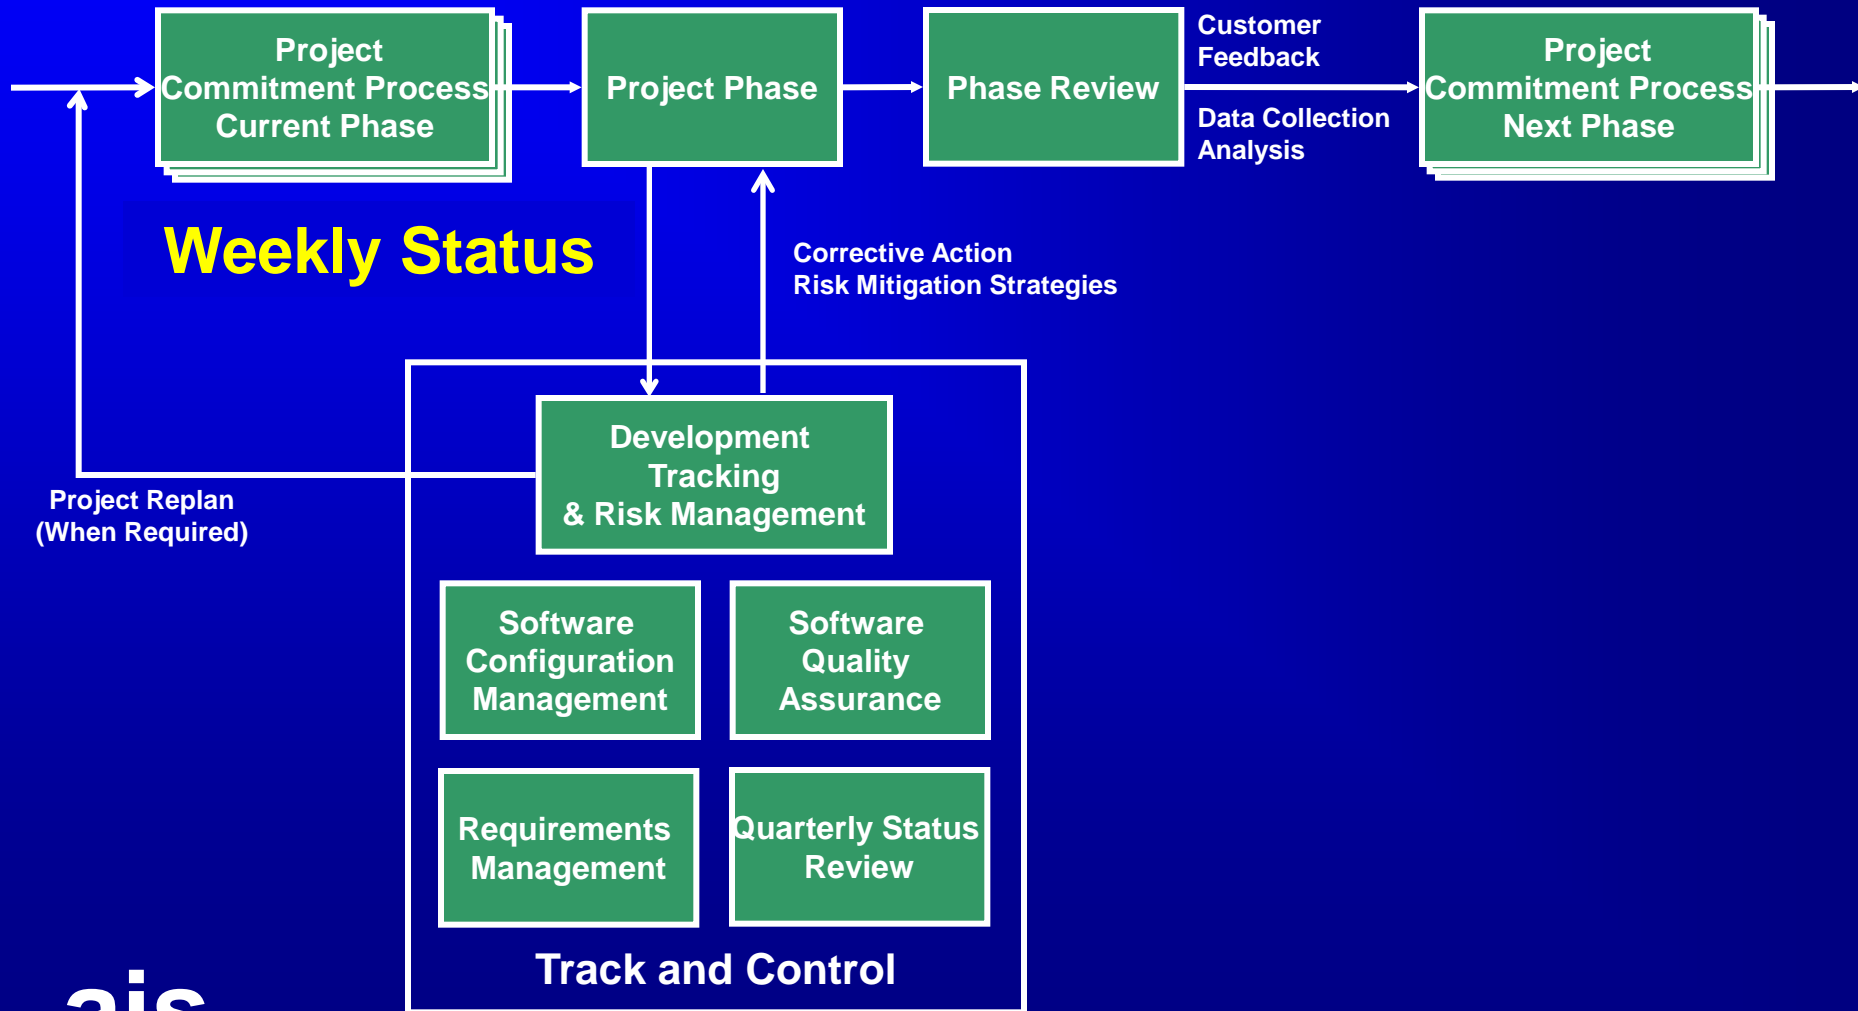 Project
Commitment Process
Current Phase
Project Phase
Phase Review
Customer
Feedback
Data Collection
Analysis
Project
Commitment Process
Next Phase
Weekly Status
Corrective Action
Risk Mitigation Strategies
Project Replan
(When Required)
Development
Tracking
& Risk Management
Software
Configuration
Management
Software
Quality
Assurance
Requirements
Management
Quarterly Status
Review
Track and Control
ais